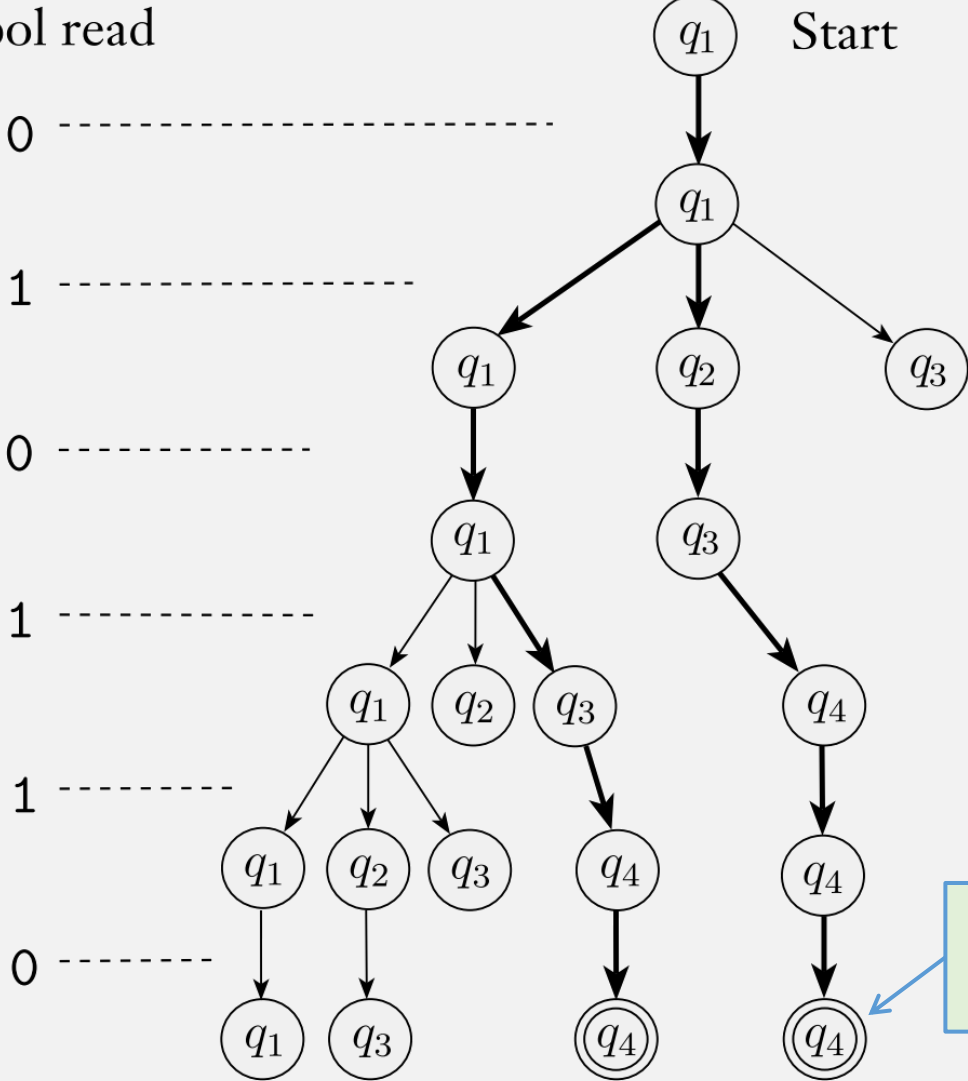 ool read
q₁ Start
0
q₁
1
q₁ q₂ q₃
0
q₁ q₃
1
q₁ q₂ q₃ q₄
1
q₁ q₂ q₃ q₄ q₄
0
q₁ q₃ q₄ q₄